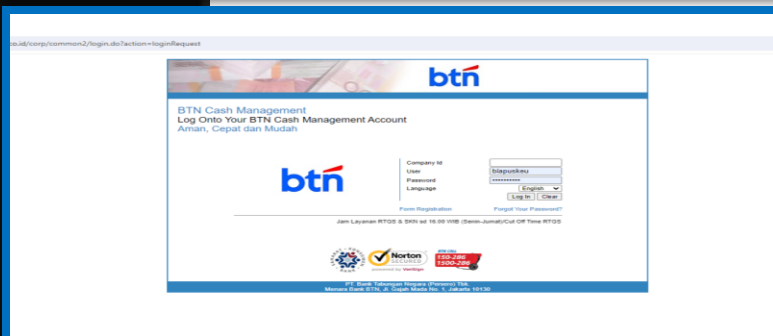 co.id/corp/common2/login.do?action=loginRequest
btn
BTN Cash Management
Log Onto Your BTN Cash Management Account
Aman, Cepat dan Mudah
btn
Company Id
User biapuskeu
Password ••••••••••
Language English
Log In Clear
Form Registration Forgot Your Password?
Jam Layanan RTGS & SKN sd 16.00 WIB (Senin-Jumat)/Cut Off Time RTGS
Norton
SECURED
powered by VeriSign
BTN CALL
150-286
1500-286
PT. Bank Tabungan Negara (Persero) Tbk.
Menara Bank BTN, Jl. Gajah Mada No. 1, Jakarta 10130